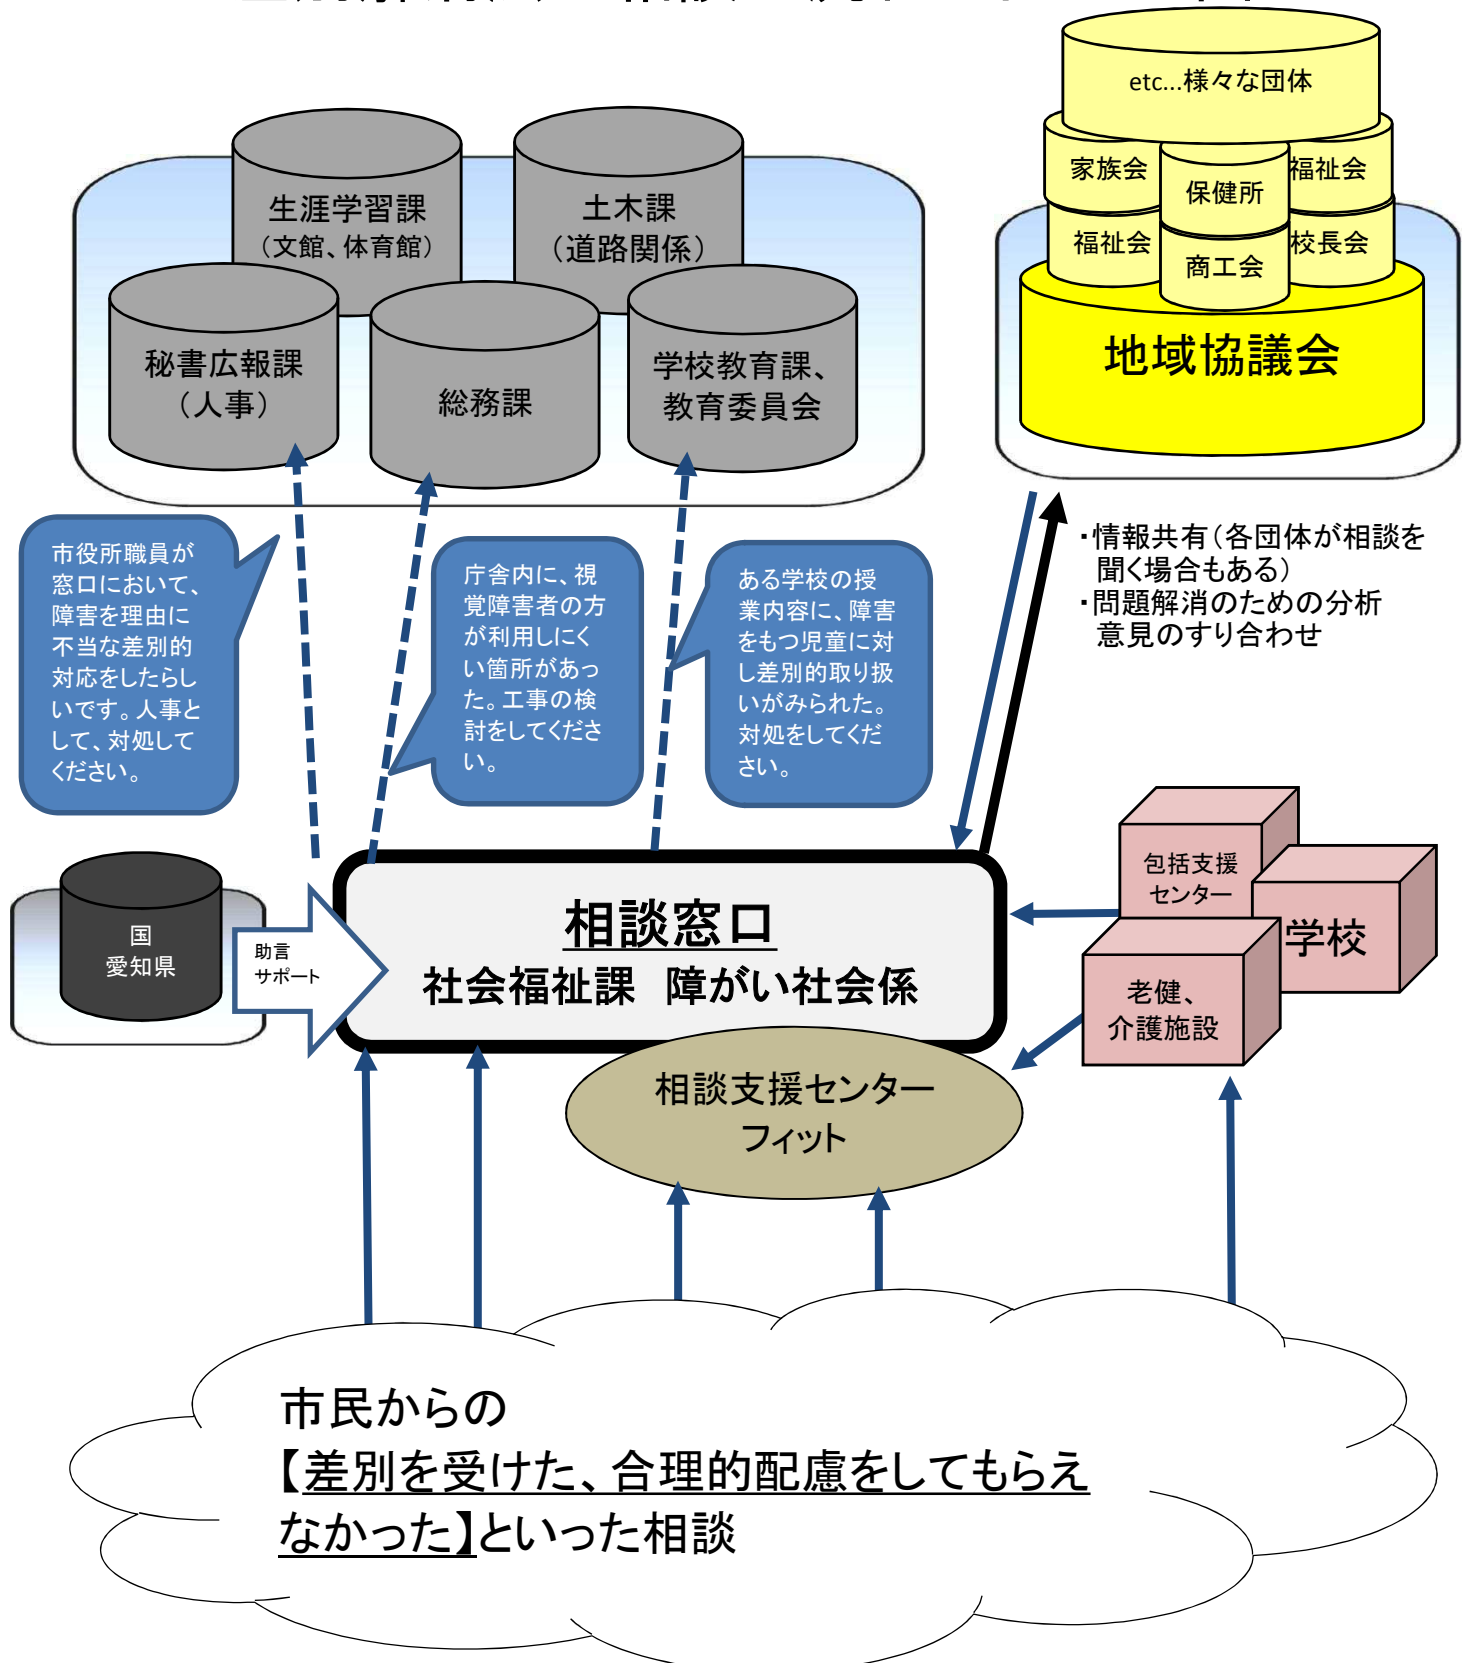 etc...様々な団体
家族会
保健所
福祉会
福祉会
商工会
校長会
地域協議会
生涯学習課
（文館、体育館）
土木課
（道路関係）
秘書広報課
（人事）
総務課
学校教育課、
教育委員会
市役所職員が
窓口において、
障害を理由に
不当な差別的
対応をしたらし
いです。人事と
して、対処して
ください。
庁舎内に、視
覚障害者の方
が利用しにく
い箇所があっ
た。工事の検
討をしてくださ
い。
ある学校の授
業内容に、障害
をもつ児童に対
し差別的取り扱
いがみられた。
対処をしてくだ
さい。
・情報共有（各団体が相談を
聞く場合もある）
・問題解消のための分析
意見のすり合わせ
国
愛知県
助言
サポート
相談窓口
社会福祉課　障がい社会係
相談支援センター
フィット
包括支援
センター
学校
老健、
介護施設
市民からの
【差別を受けた、合理的配慮をしてもらえ
なかった】といった相談